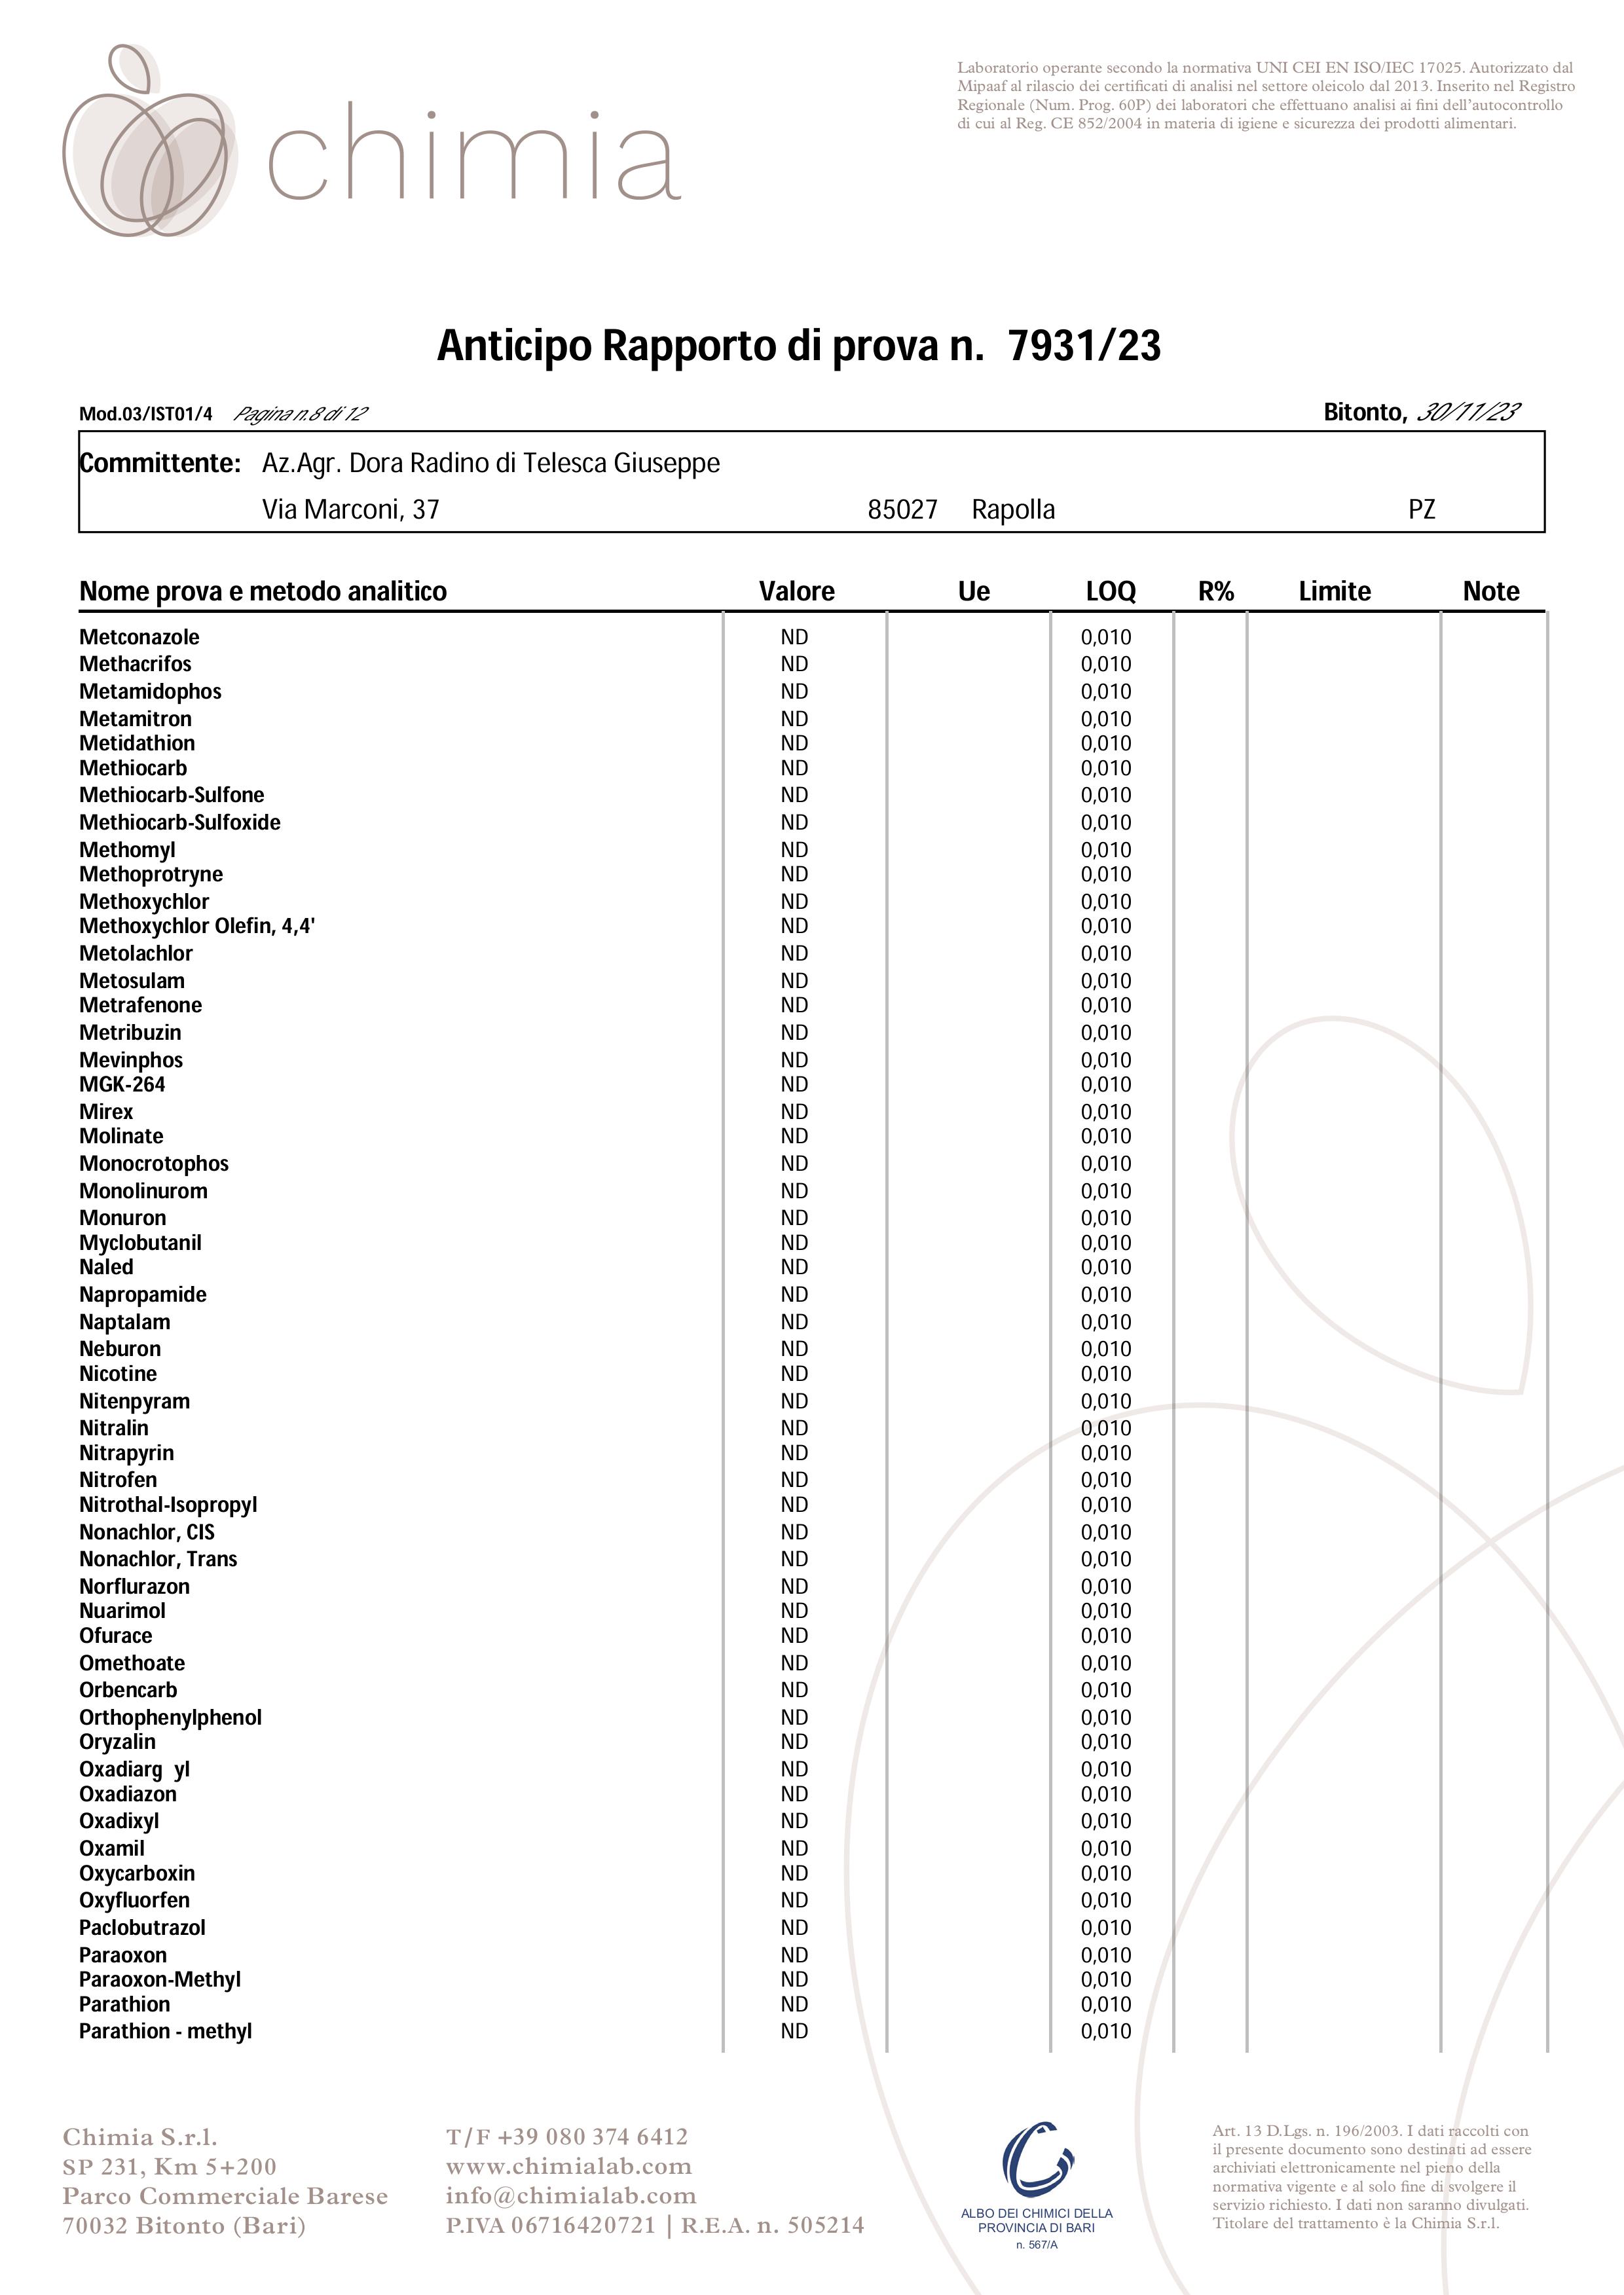 chimia
Laboratorio operante secondo la normativa UNI CEI EN ISO/IEC 17025. Autorizzato dal
Mipaaf al rilascio dei certificati di analisi nel settore oleicolo dal 2013. Inserito nel Registro
Regionale (Num. Prog. 60P) dei laboratori che effettuano analisi ai fini dell'autocontrollo
di cui al Reg. CE 852/2004 in materia di igiene e sicurezza dei prodotti alimentari.
Anticipo Rapporto di prova n. 7931/23
Mod.03/IST01/4 Pagina n.8 di 12 Bitonto, 30/11/23
Committente: Az.Agr. Dora Radino di Telesca Giuseppe
Via Marconi, 37 85027 Rapolla PZ
Nome prova e metodo analitico Valore Ue LOQ R% Limite Note
Metconazole ND 0,010
Methacrifos ND 0,010
Metamidophos ND 0,010
Metamitron ND 0,010
Metidathion ND 0,010
Methiocarb ND 0,010
Methiocarb-Sulfone ND 0,010
Methiocarb-Sulfoxide ND 0,010
Methomyl ND 0,010
Methoprotryne ND 0,010
Methoxychlor ND 0,010
Methoxychlor Olefin, 4,4' ND 0,010
Metolachlor ND 0,010
Metosulam ND 0,010
Metrafenone ND 0,010
Metribuzin ND 0,010
Mevinphos ND 0,010
MGK-264 ND 0,010
Mirex ND 0,010
Molinate ND 0,010
Monocrotophos ND 0,010
Monolinurom ND 0,010
Monuron ND 0,010
Myclobutanil ND 0,010
Naled ND 0,010
Napropamide ND 0,010
Naptalam ND 0,010
Neburon ND 0,010
Nicotine ND 0,010
Nitenpyram ND 0,010
Nitralin ND 0,010
Nitrapyrin ND 0,010
Nitrofen ND 0,010
Nitrothal-Isopropyl ND 0,010
Nonachlor, CIS ND 0,010
Nonachlor, Trans ND 0,010
Norflurazon ND 0,010
Nuarimol ND 0,010
Ofurace ND 0,010
Omethoate ND 0,010
Orbencarb ND 0,010
Orthophenylphenol ND 0,010
Oryzalin ND 0,010
Oxadiarg yl ND 0,010
Oxadiazon ND 0,010
Oxadixyl ND 0,010
Oxamil ND 0,010
Oxycarboxin ND 0,010
Oxyfluorfen ND 0,010
Paclobutrazol ND 0,010
Paraoxon ND 0,010
Paraoxon-Methyl ND 0,010
Parathion ND 0,010
Parathion - methyl ND 0,010
Chimia S.r.l.
SP 231, Km 5+200
Parco Commerciale Barese
70032 Bitonto (Bari)
T/F +39 080 374 6412
www.chimialab.com
info@chimialab.com
P.IVA 06716420721 | R.E.A. n. 505214
ALBO DEI CHIMICI DELLA
PROVINCIA DI BARI
n. 567/A
Art. 13 D.Lgs. n. 196/2003. I dati raccolti con
il presente documento sono destinati ad essere
archiviati elettronicamente nel pieno della
normativa vigente e al solo fine di svolgere il
servizio richiesto. I dati non saranno divulgati.
Titolare del trattamento è la Chimia S.r.l.